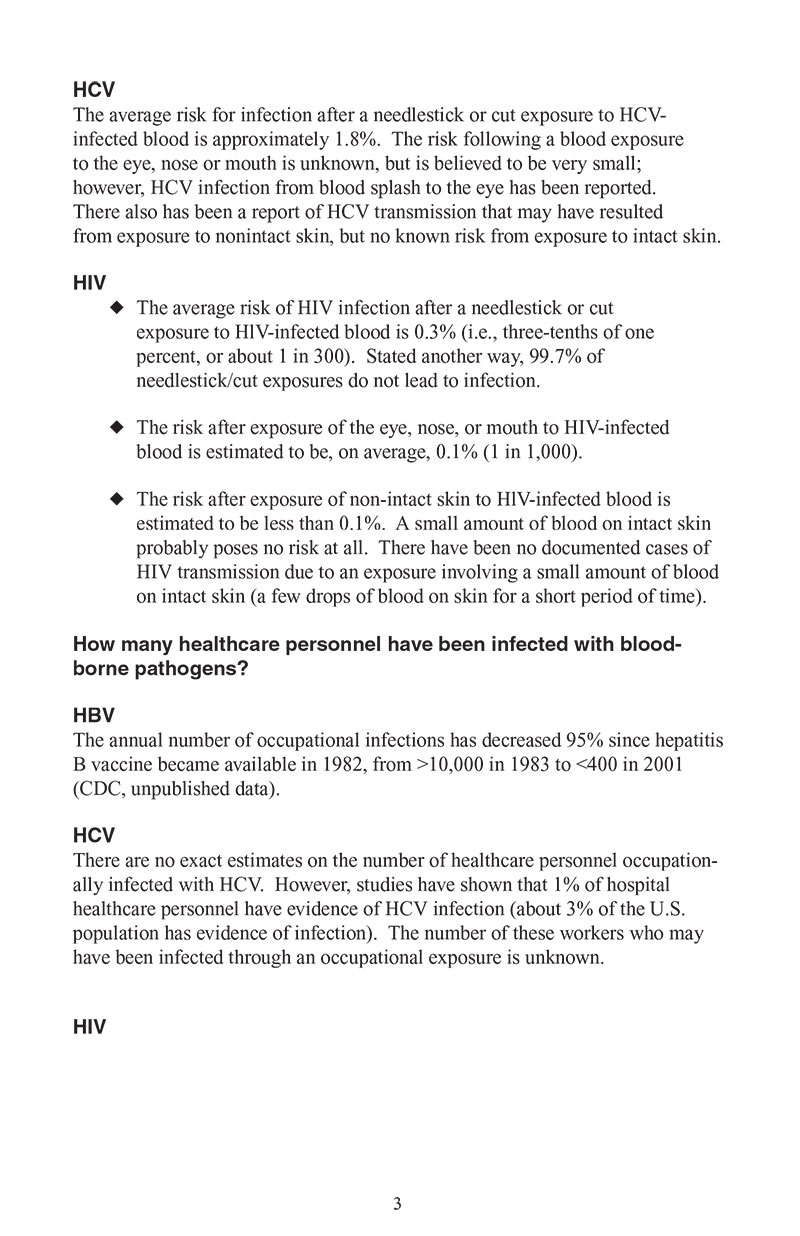 HCV
The average risk for infection after a needlestick or cut exposure to HCV-
infected blood is approximately 1.8%.  The risk following a blood exposure
to the eye, nose or mouth is unknown, but is believed to be very small;
however, HCV infection from blood splash to the eye has been reported.
There also has been a report of HCV transmission that may have resulted
from exposure to nonintact skin, but no known risk from exposure to intact skin.
HIV
◆ The average risk of HIV infection after a needlestick or cut
exposure to HlV-infected blood is 0.3% (i.e., three-tenths of one
percent, or about 1 in 300).  Stated another way, 99.7% of
needlestick/cut exposures do not lead to infection.
◆ The risk after exposure of the eye, nose, or mouth to HIV-infected
blood is estimated to be, on average, 0.1% (1 in 1,000).
◆ The risk after exposure of non-intact skin to HlV-infected blood is
estimated to be less than 0.1%.  A small amount of blood on intact skin
probably poses no risk at all.  There have been no documented cases of
HIV transmission due to an exposure involving a small amount of blood
on intact skin (a few drops of blood on skin for a short period of time).
How many healthcare personnel have been infected with blood-
borne pathogens?
HBV
The annual number of occupational infections has decreased 95% since hepatitis
B vaccine became available in 1982, from >10,000 in 1983 to <400 in 2001
(CDC, unpublished data).
HCV
There are no exact estimates on the number of healthcare personnel occupation-
ally infected with HCV.  However, studies have shown that 1% of hospital
healthcare personnel have evidence of HCV infection (about 3% of the U.S.
population has evidence of infection).  The number of these workers who may
have been infected through an occupational exposure is unknown.
HIV
3